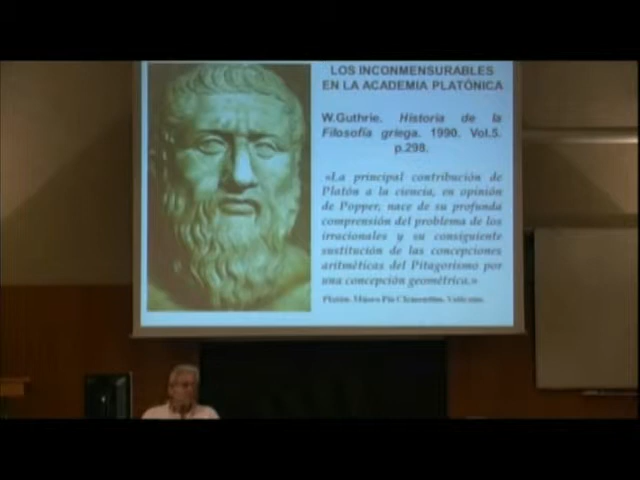 LOS INCONMENSURABLES
EN LA ACADEMIA PLATÓNICA
W.Guthrie. Historia de la
Filosofía griega. 1990. Vol.5.
p.298.
«La principal contribución de
Platón a la ciencia, en opinión
de Popper, nace de su profunda
comprensión del problema de los
irracionales y su consiguiente
sustitución de las concepciones
aritméticas del Pitagorismo por
una concepción geométrica.»
Platón. Museo Pio Clementino. Vaticano.